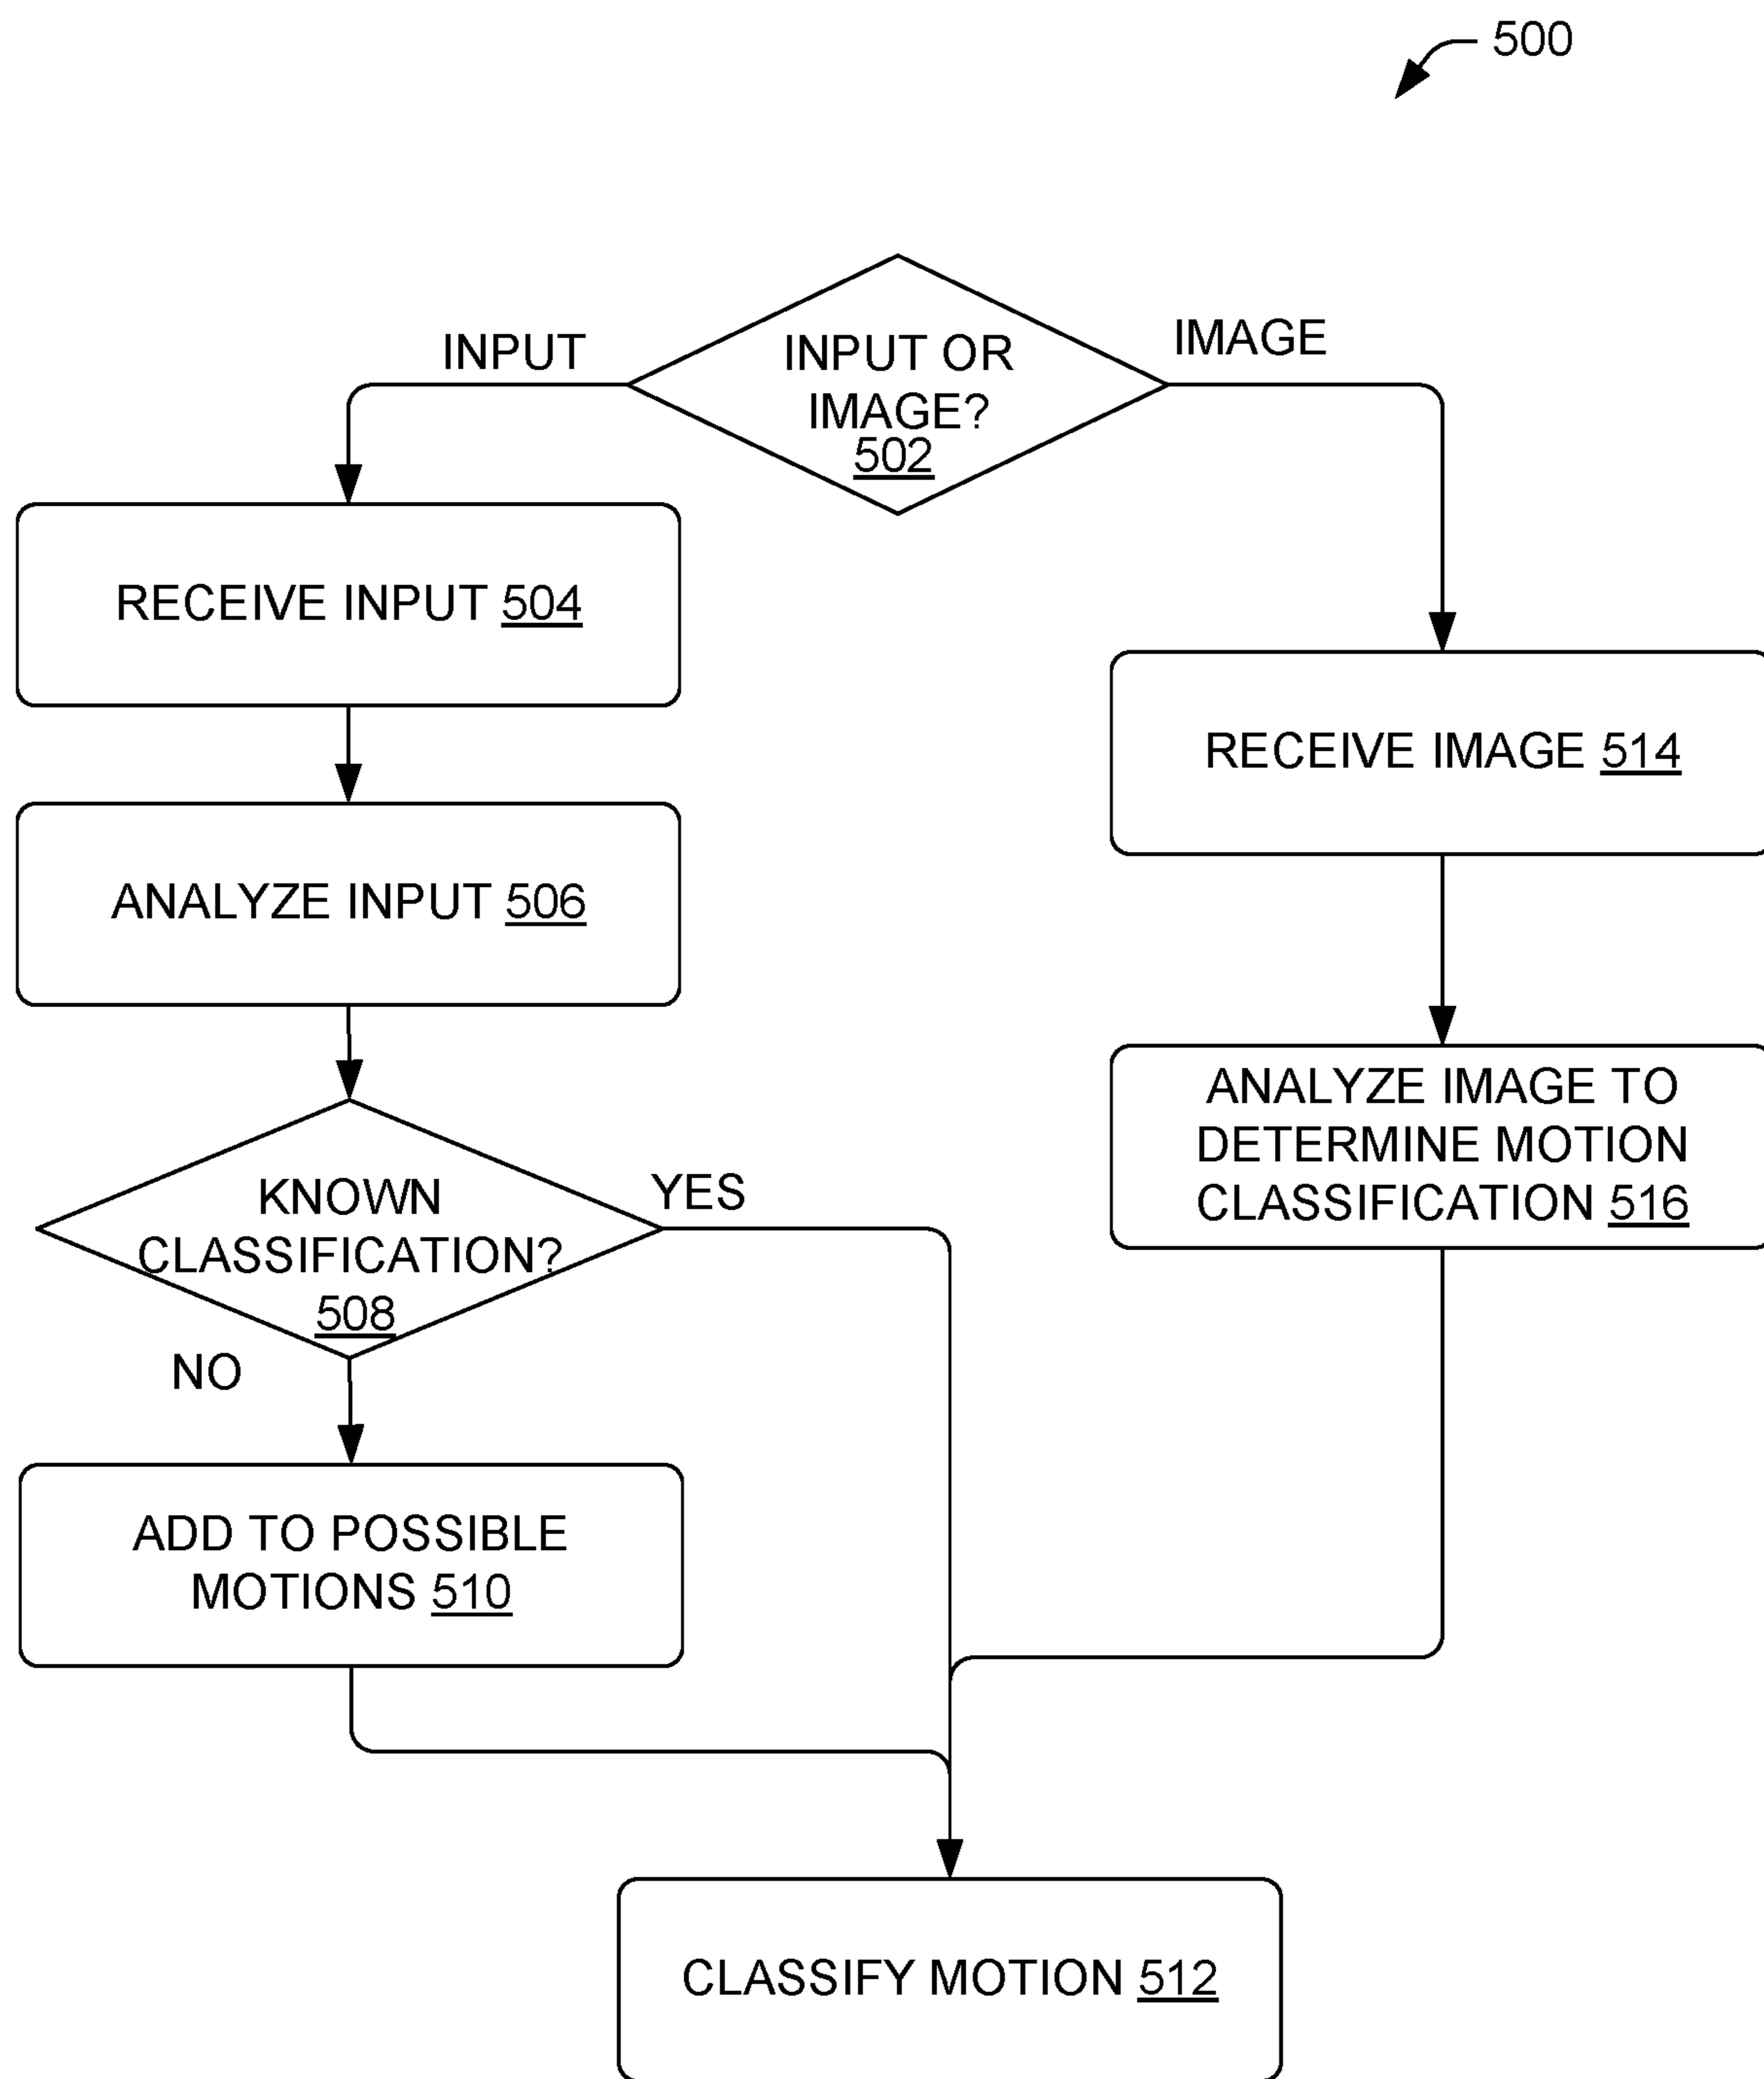 500
INPUT
INPUT OR
IMAGE?
502
IMAGE
RECEIVE INPUT 504
RECEIVE IMAGE 514
ANALYZE INPUT 506
ANALYZE IMAGE TO
DETERMINE MOTION
CLASSIFICATION 516
KNOWN
CLASSIFICATION?
508
YES
NO
ADD TO POSSIBLE
MOTIONS 510
CLASSIFY MOTION 512